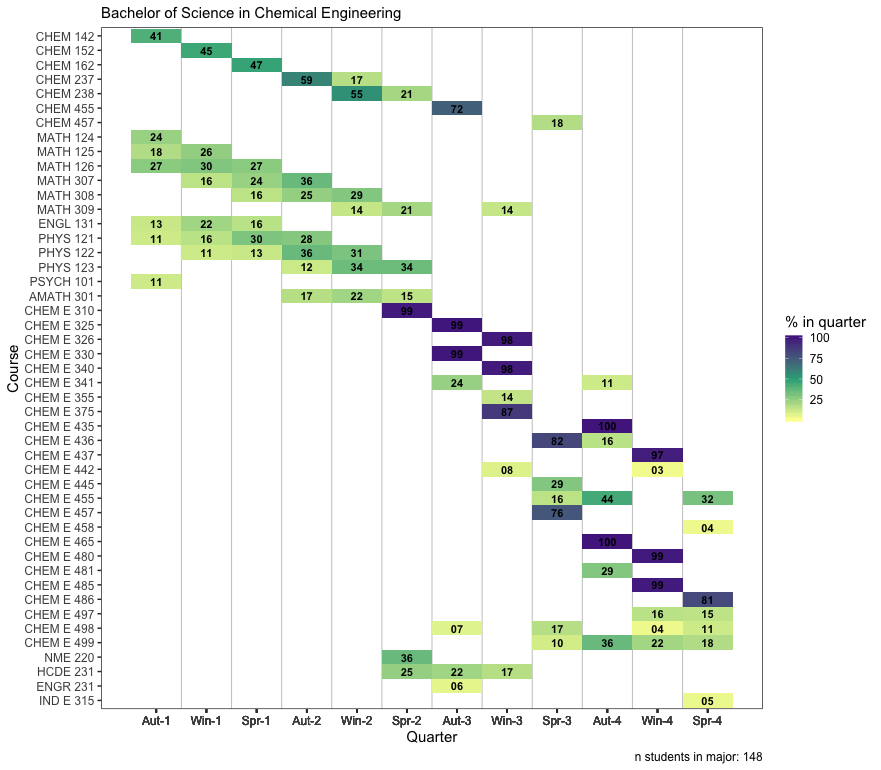 Bachelor of Science in Chemical Engineering
CHEM 142 41
CHEM 152 45
CHEM 162 47
CHEM 237 59 17
CHEM 238 55 21
CHEM 455 72
CHEM 457 18
MATH 124 24
MATH 125 18 26
MATH 126 27 30 27
MATH 307 16 24 36
MATH 308 16 25 29
MATH 309 14 21 14
ENGL 131 13 22 16
PHYS 121 11 16 30 28
PHYS 122 11 13 36 31
PHYS 123 12 34 34
PSYCH 101 11
AMATH 301 17 22 15
CHEM E 310 99
CHEM E 325 99
CHEM E 326 98
CHEM E 330 99
CHEM E 340 98
CHEM E 341 24 11
CHEM E 355 14
CHEM E 375 87
CHEM E 435 100
CHEM E 436 82 16
CHEM E 437 97
CHEM E 442 08 03
CHEM E 445 29
CHEM E 455 16 44 32
CHEM E 457 76
CHEM E 458 04
CHEM E 465 100
CHEM E 480 99
CHEM E 481 29
CHEM E 485 99
CHEM E 486 81
CHEM E 497 16 15
CHEM E 498 07 17 04 11
CHEM E 499 10 36 22 18
NME 220 36
HCDE 231 25 22 17
ENGR 231 06
IND E 315 05
Course
Aut-1 Win-1 Spr-1 Aut-2 Win-2 Spr-2 Aut-3 Win-3 Spr-3 Aut-4 Win-4 Spr-4
Quarter
% in quarter
100
75
50
25
n students in major: 148